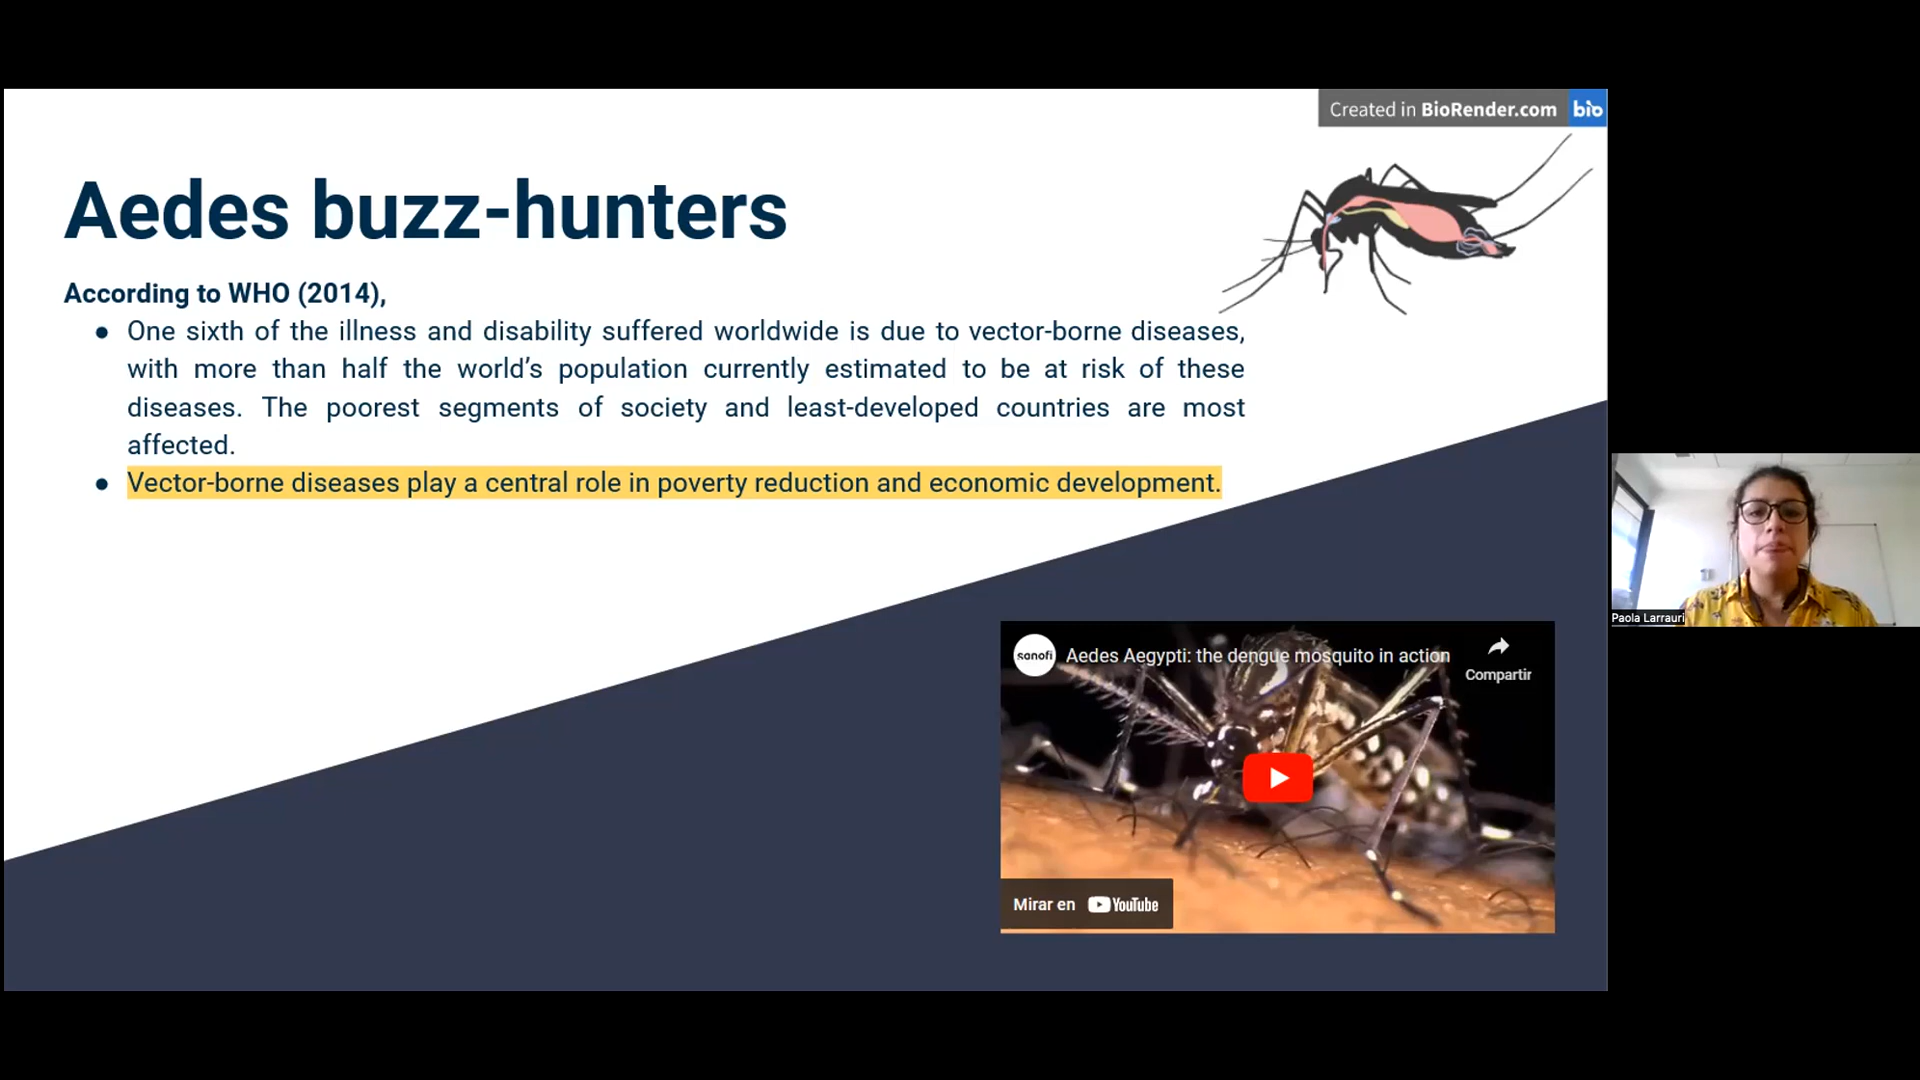 Created in BioRender.com bio
Aedes buzz-hunters
According to WHO (2014),
● One sixth of the illness and disability suffered worldwide is due to vector-borne diseases,
with more than half the world’s population currently estimated to be at risk of these
diseases. The poorest segments of society and least-developed countries are most
affected.
● Vector-borne diseases play a central role in poverty reduction and economic development.
Paola Larrauri
sanofi Aedes Aegypti: the dengue mosquito in action
Compartir
Mirar en YouTube